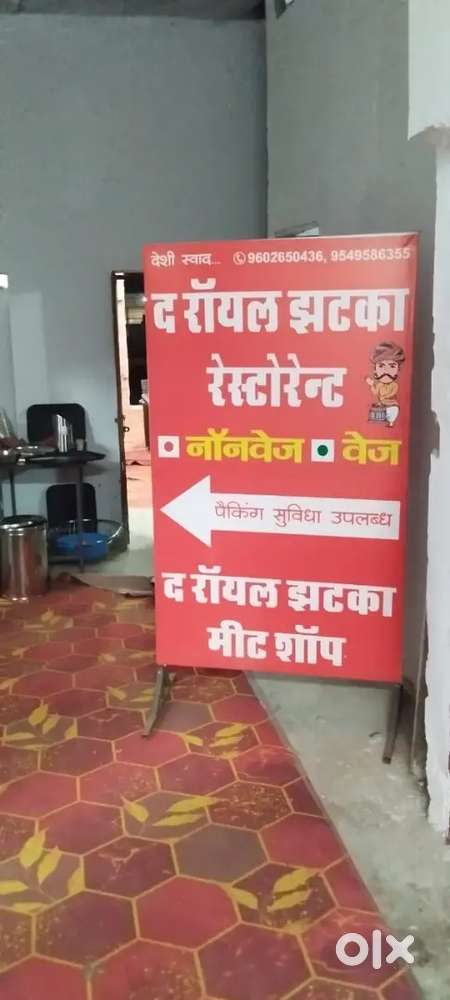 देशी स्वाद... 9602650436, 9549586355
द रॉयल झटका
रेस्टोरेन्ट
नॉनवेज वेज
पैकिंग सुविधा उपलब्ध
द रॉयल झटका
मीट शॉप
olx